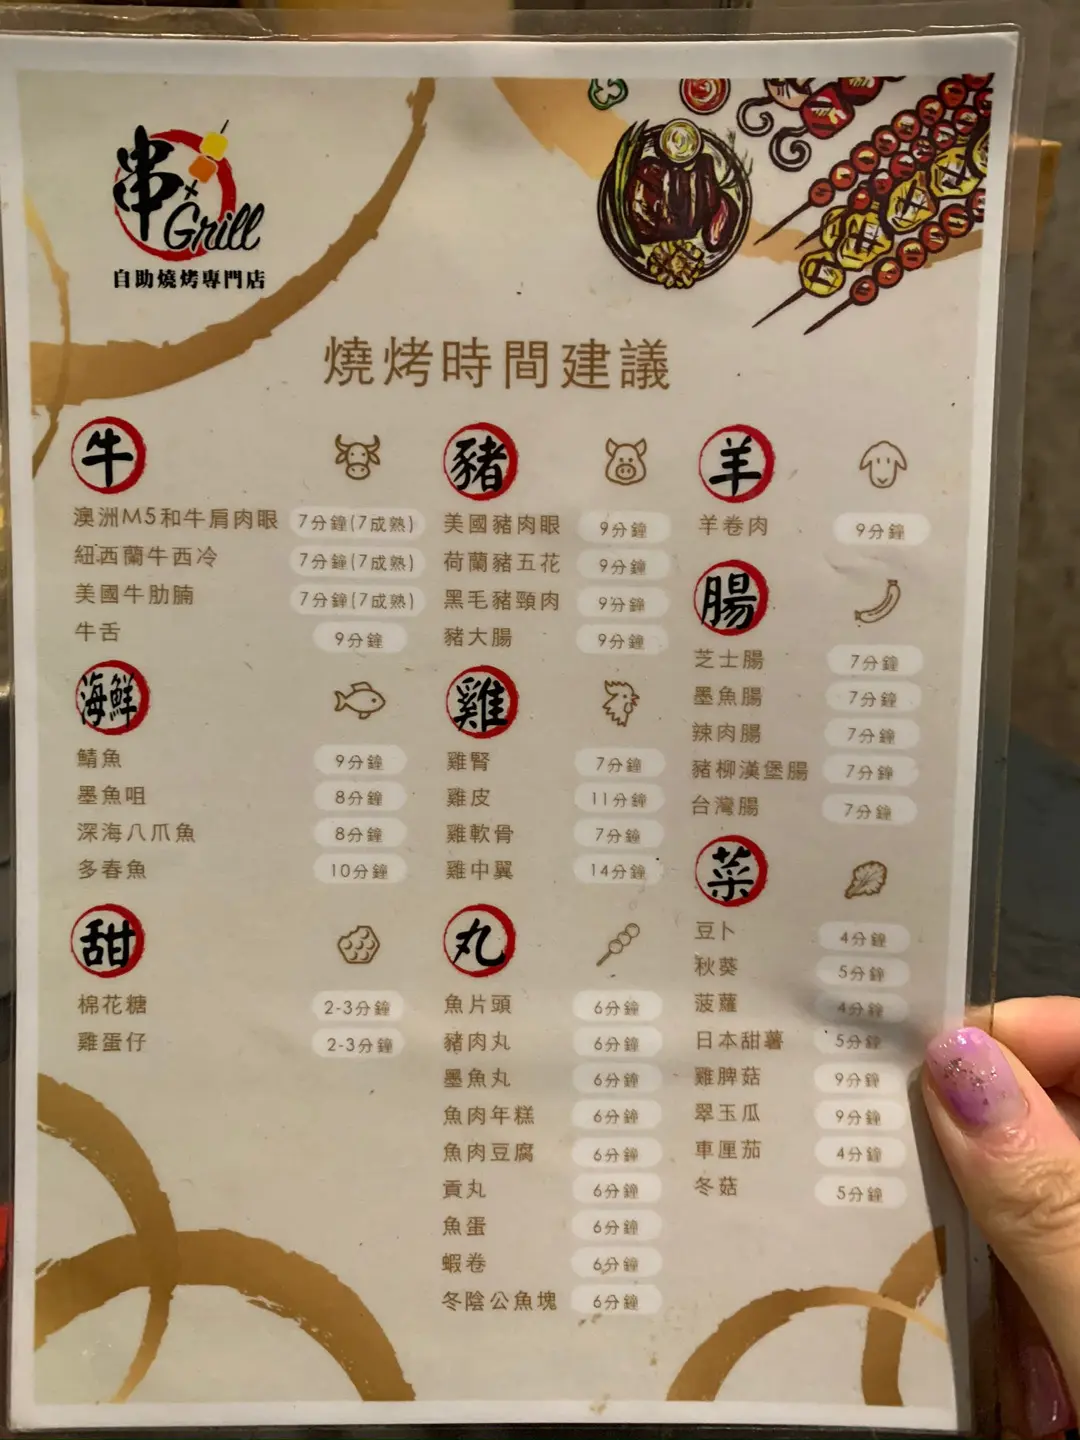 串
Grill
自助燒烤專門店
燒烤時間建議
牛
澳洲M5和牛肩肉眼 7分鐘(7成熟)
紐西蘭牛西冷 7分鐘(7成熟)
美國牛肋腩 7分鐘(7成熟)
牛舌 9分鐘
海鮮
鯖魚 9分鐘
墨魚咀 8分鐘
深海八爪魚 8分鐘
多春魚 10分鐘
甜
棉花糖 2-3分鐘
雞蛋仔 2-3分鐘
豬
美國豬肉眼 9分鐘
荷蘭豬五花 9分鐘
黑毛豬頸肉 9分鐘
豬大腸 9分鐘
雞
雞腎 7分鐘
雞皮 11分鐘
雞軟骨 7分鐘
雞中翼 14分鐘
丸
魚片頭 6分鐘
豬肉丸 6分鐘
墨魚丸 6分鐘
魚肉年糕 6分鐘
魚肉豆腐 6分鐘
貢丸 6分鐘
魚蛋 6分鐘
蝦卷 6分鐘
冬陰公魚塊 6分鐘
羊
羊卷肉 9分鐘
腸
芝士腸 7分鐘
墨魚腸 7分鐘
辣肉腸 7分鐘
豬柳漢堡腸 7分鐘
台灣腸 7分鐘
菜
豆卜 4分鐘
秋葵 5分鐘
菠蘿 4分鐘
日本甜薯 5分鐘
雞脾菇 9分鐘
翠玉瓜 9分鐘
車厘茄 4分鐘
冬菇 5分鐘